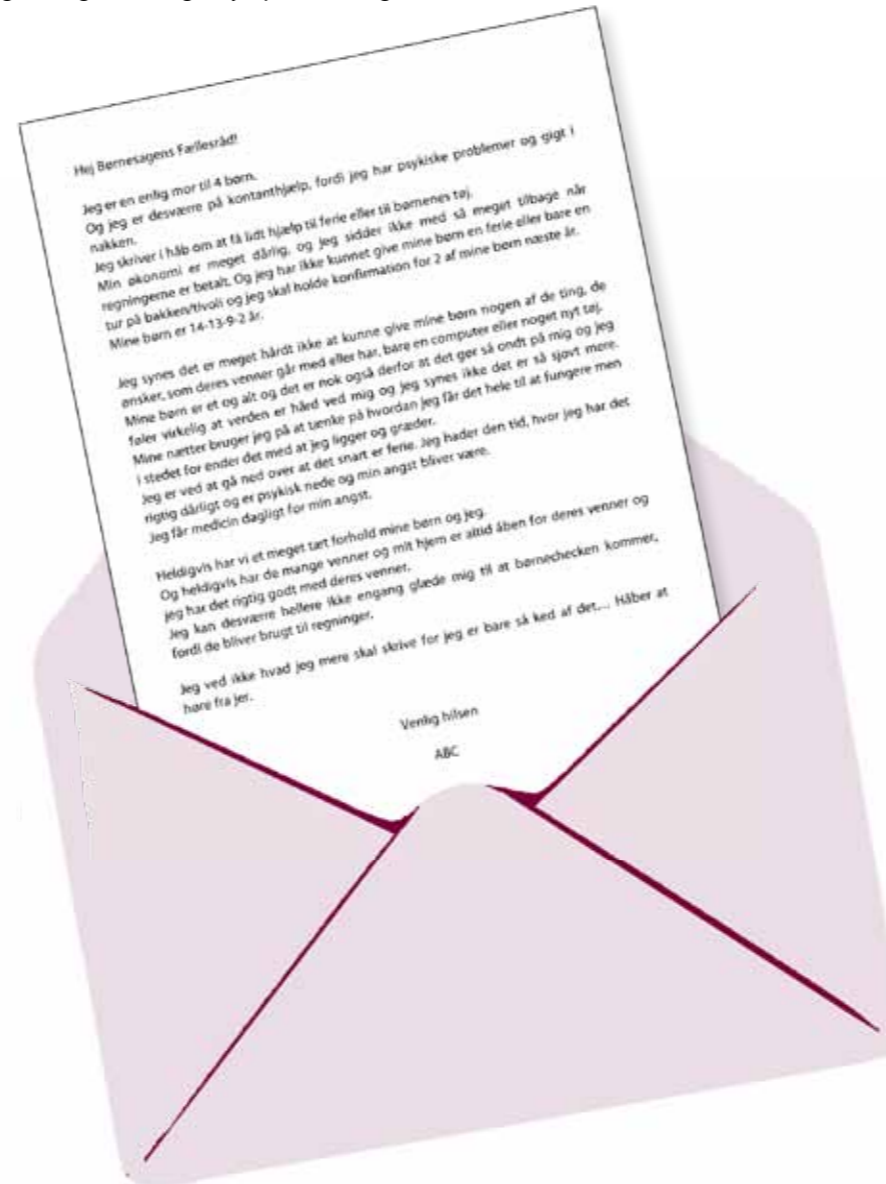 Hej Børnesagens Fællesråd!
Jeg er en enlig mor til 4 børn.
Og jeg er desværre på kontanthjælp, fordi jeg har psykiske problemer og gigt i
nakken.
Jeg skriver i håb om at få lidt hjælp til ferie eller til børnenes tøj.
Min økonomi er meget dårlig, og jeg sidder ikke med så meget tilbage når
regningerne er betalt. Og jeg har ikke kunnet give mine børn en ferie eller bare en
tur på bakken/tivoli og jeg skal holde konfirmation for 2 af mine børn næste år.
Mine børn er 14-13-9-2 år.
Jeg synes det er meget hårdt ikke at kunne give mine børn nogen af de ting, de
ønsker, som deres venner går med eller har, bare en computer eller noget nyt tøj.
Mine børn er et og alt og det er nok også derfor at det gør så ondt på mig og jeg
føler virkelig at verden er hård ved mig og jeg synes ikke det er så sjovt mere.
Mine nætter bruger jeg på at tænke på hvordan jeg får det hele til at fungere men
i stedet for ender det med at jeg ligger og græder.
Jeg er ved at gå ned over at det snart er ferie. Jeg hader den tid, hvor jeg har det
rigtig dårligt og er psykisk nede og min angst bliver være.
Jeg får medicin dagligt for min angst.
Heldigvis har vi et meget tæt forhold mine børn og jeg.
Og heldigvis har de mange venner og mit hjem er altid åben for deres venner og
jeg har det rigtig godt med deres venner.
Jeg kan desværre hellere ikke engang glæde mig til at børnechecken kommer,
fordi de bliver brugt til regninger.
Jeg ved ikke hvad jeg mere skal skrive for jeg er bare så ked af det.... Håber at
høre fra jer.
Venlig hilsen
ABC